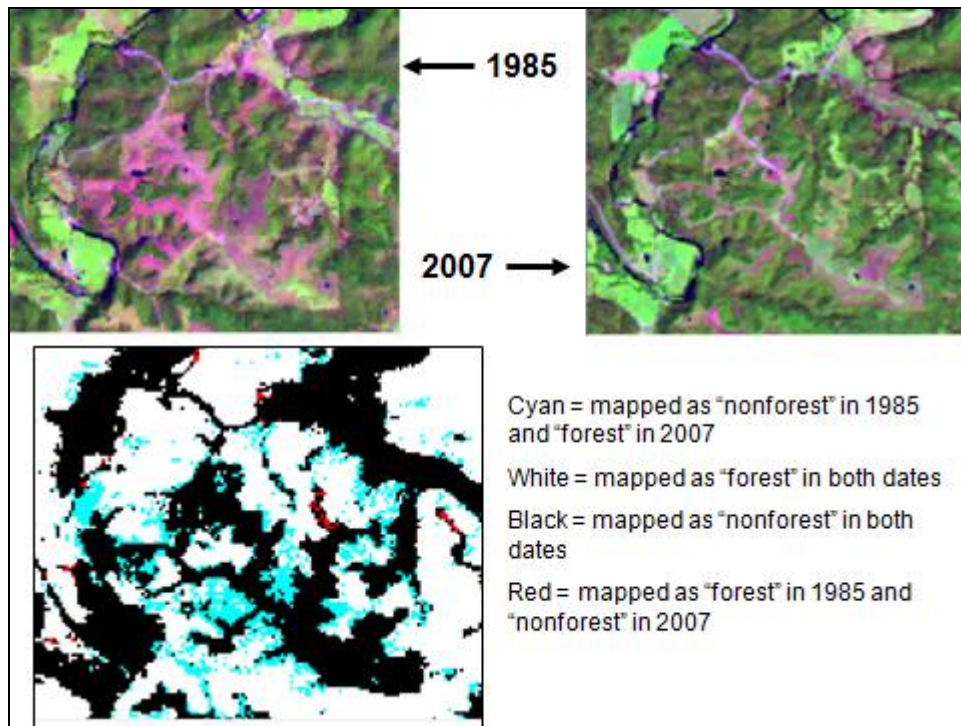 1985
2007
Cyan = mapped as “nonforest” in 1985
and “forest” in 2007
White = mapped as “forest” in both dates
Black = mapped as “nonforest” in both
dates
Red = mapped as “forest” in 1985 and
“nonforest” in 2007